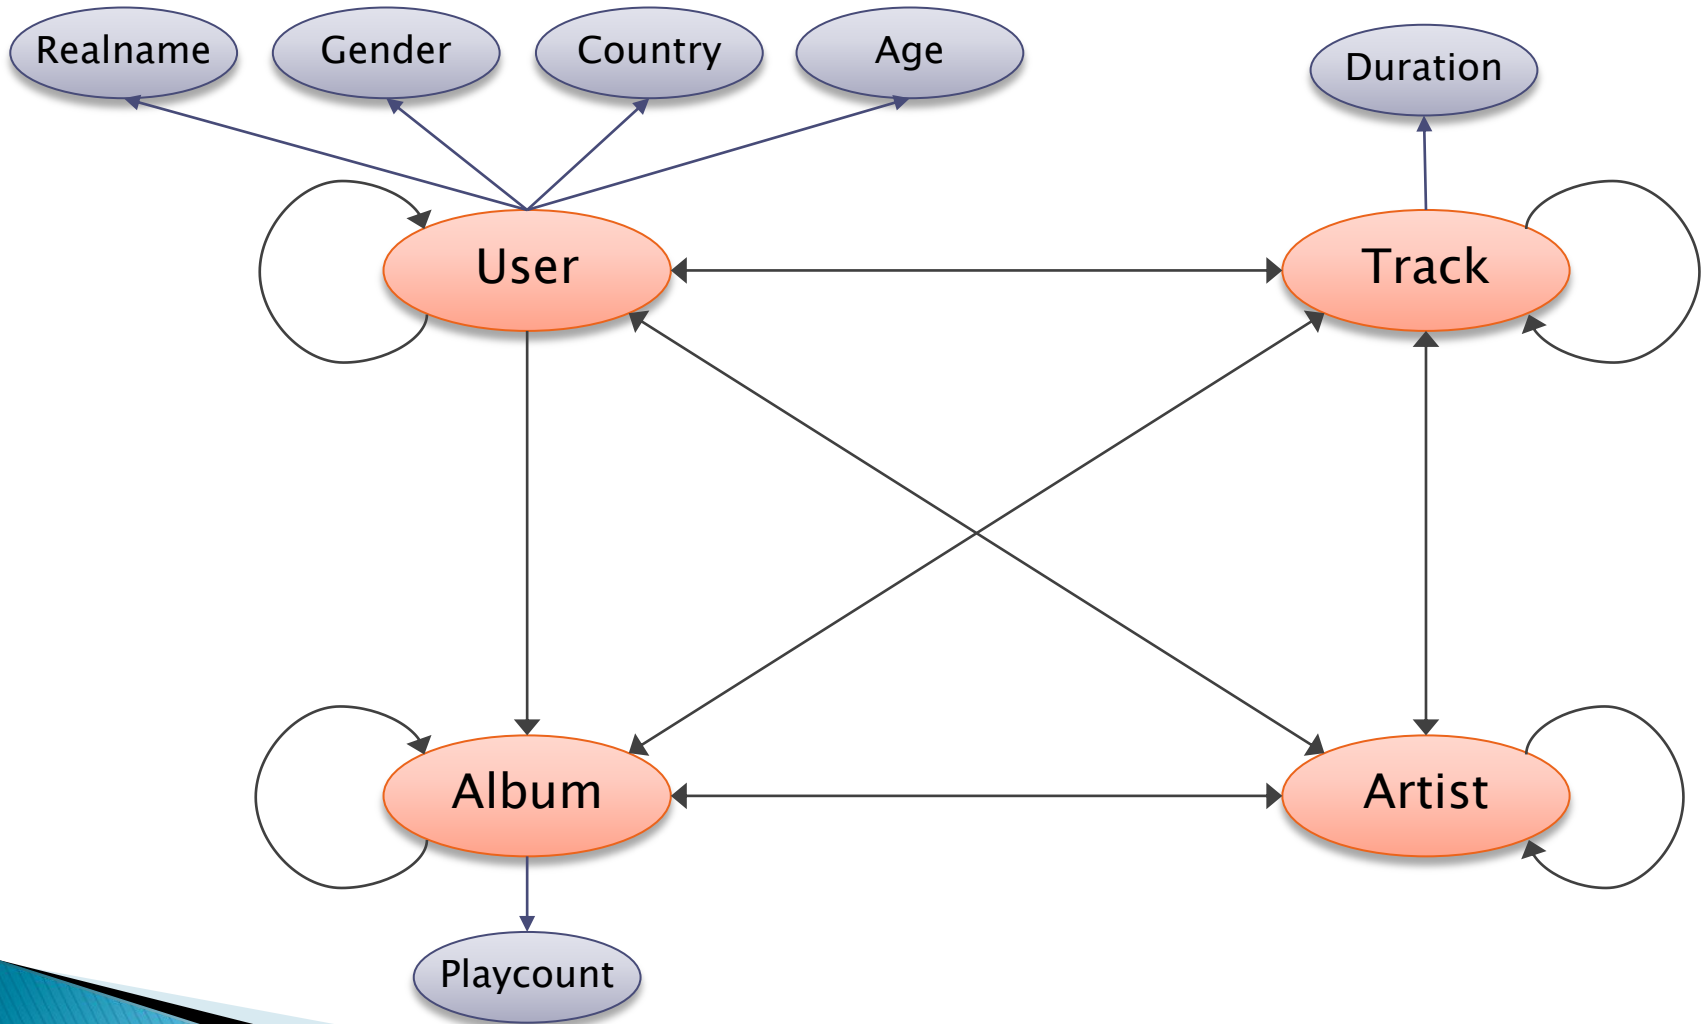 Realname
Gender
Country
Age
Duration
User
Track
Album
Artist
Playcount